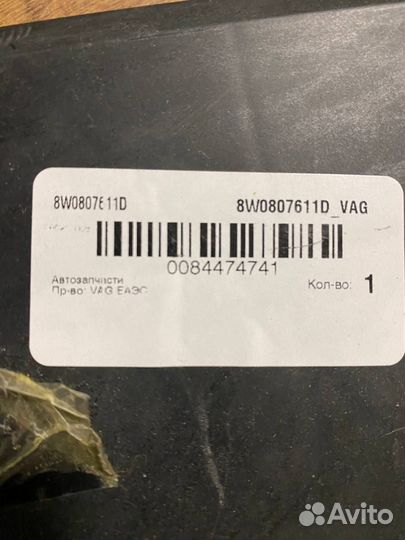 8W0807611D
8W0807611D_VAG
0084474741
Автозапчасти
Пр-во: VAG ЕАЭС
Кол-во: 1
Avito